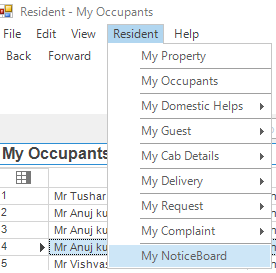 Resident - My Occupants
File Edit View Resident Help
Back Forward
My Property
My Occupants
My Domestic Helps
My Guest
My Cab Details
My Delivery
My Request
My Complaint
My NoticeBoard
My Occupants
1 Mr Tushar
2 Mr Anuj ku
3 Mr Anuj ku
4 Mr Anuj ku
5 Mr Vishvas